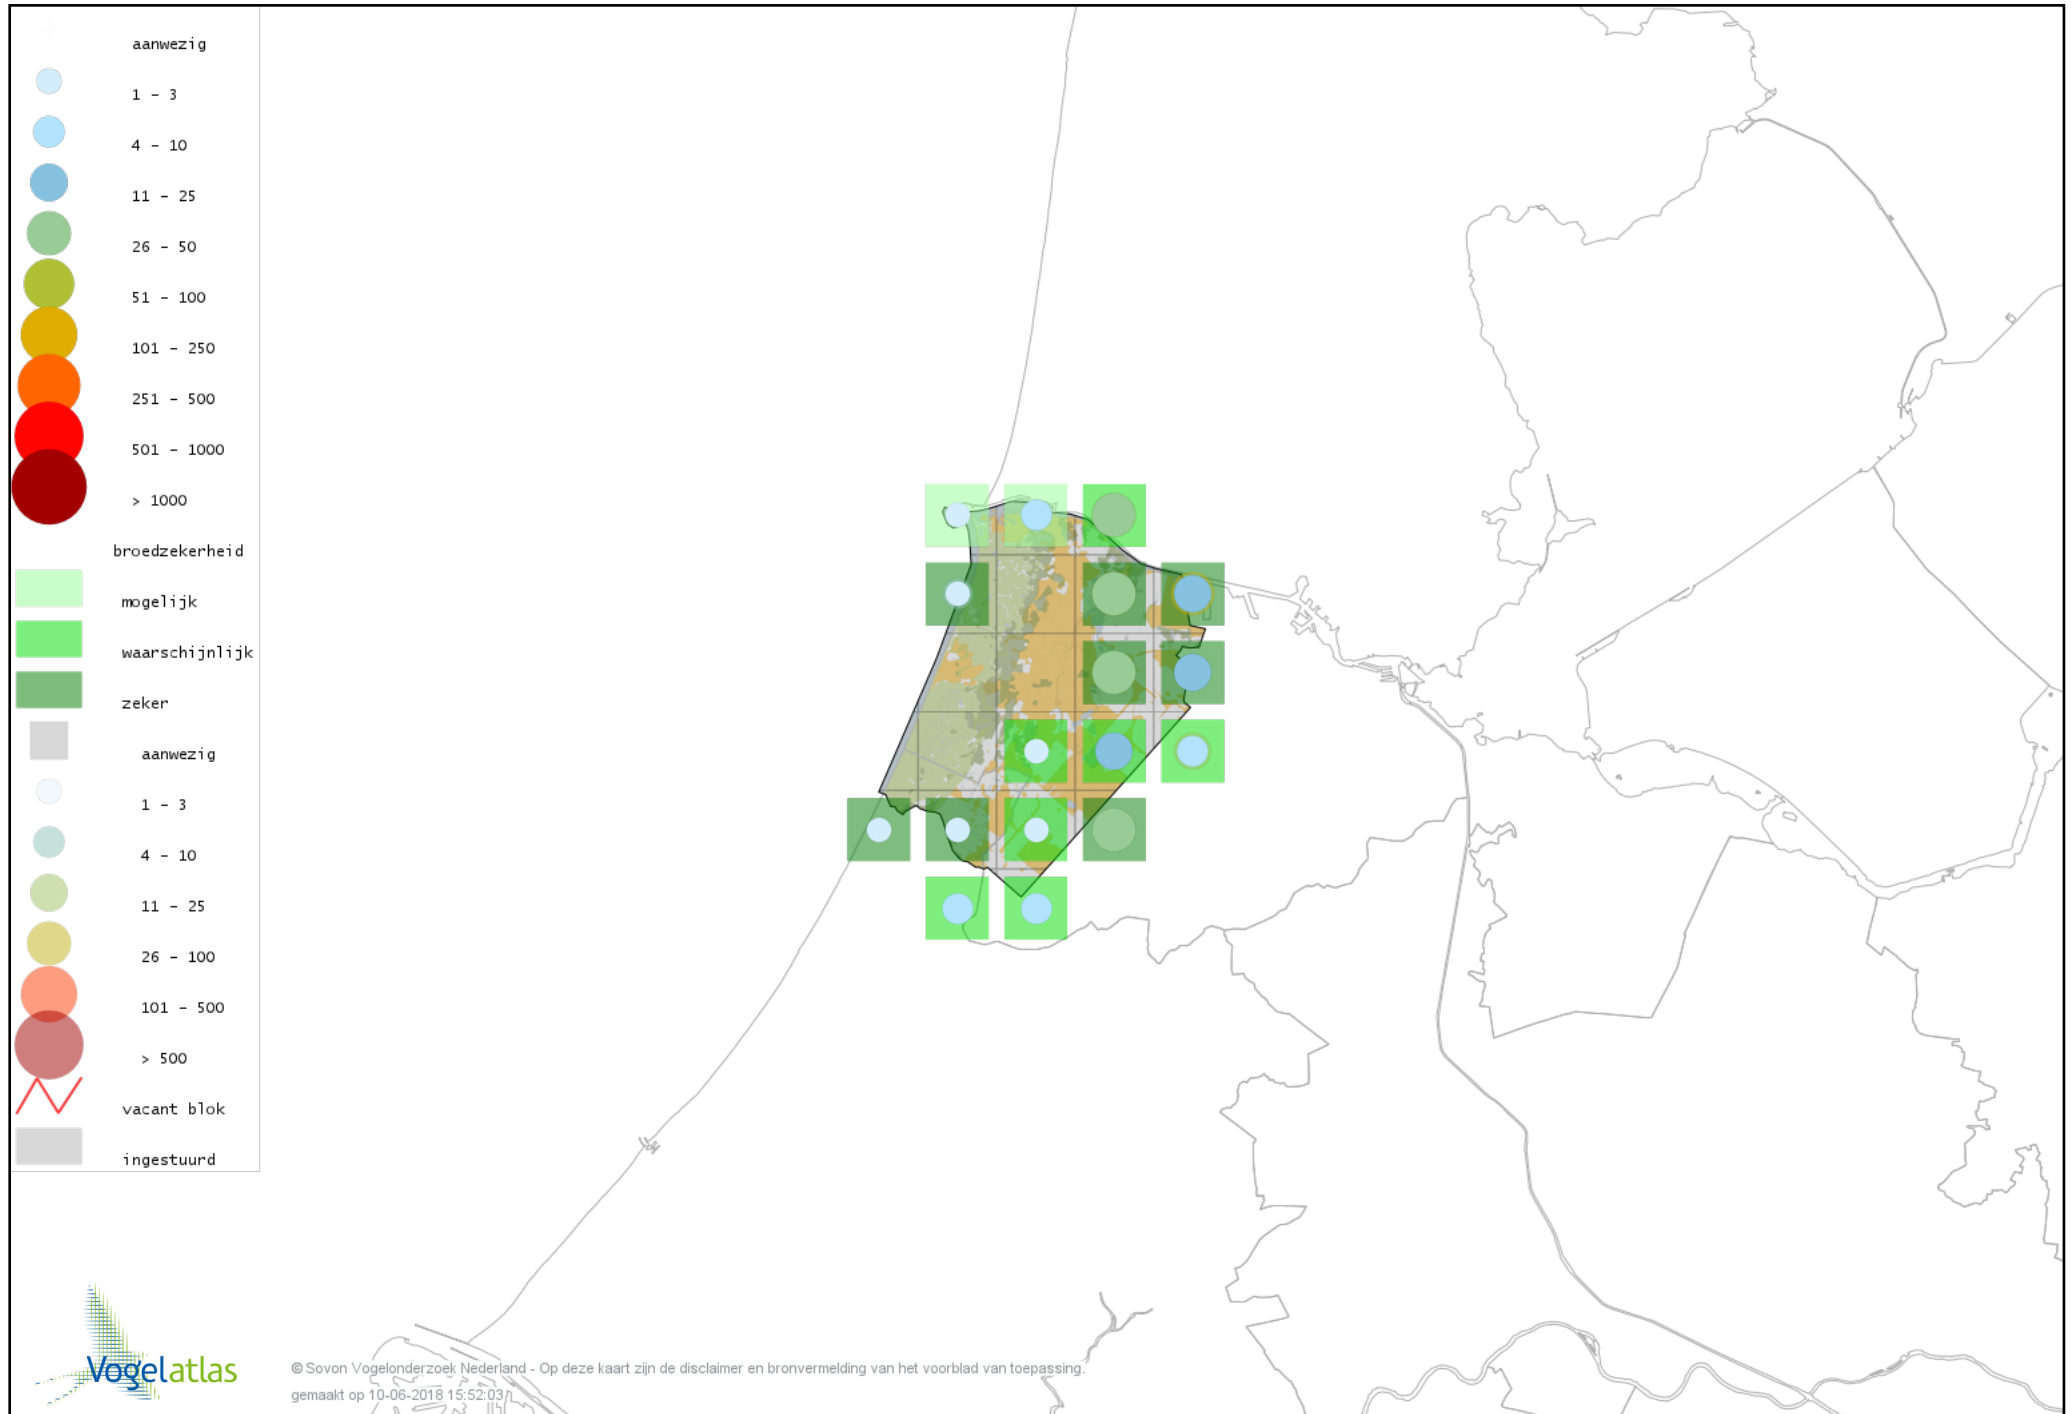 aanwezig
1 - 3
4 - 10
11 - 25
26 - 50
51 - 100
101 - 250
251 - 500
501 - 1000
> 1000
broedzekerheid
mogelijk
waarschijnlijk
zeker
aanwezig
1 - 3
4 - 10
11 - 25
26 - 100
101 - 500
> 500
vacant blok
ingestuurd
Vogelatlas
© Sovon Vogelonderzoek Nederland - Op deze kaart zijn de disclaimer en bronvermelding van het voorblad van toepassing.
gemaakt op 10-06-2018 15:52:03